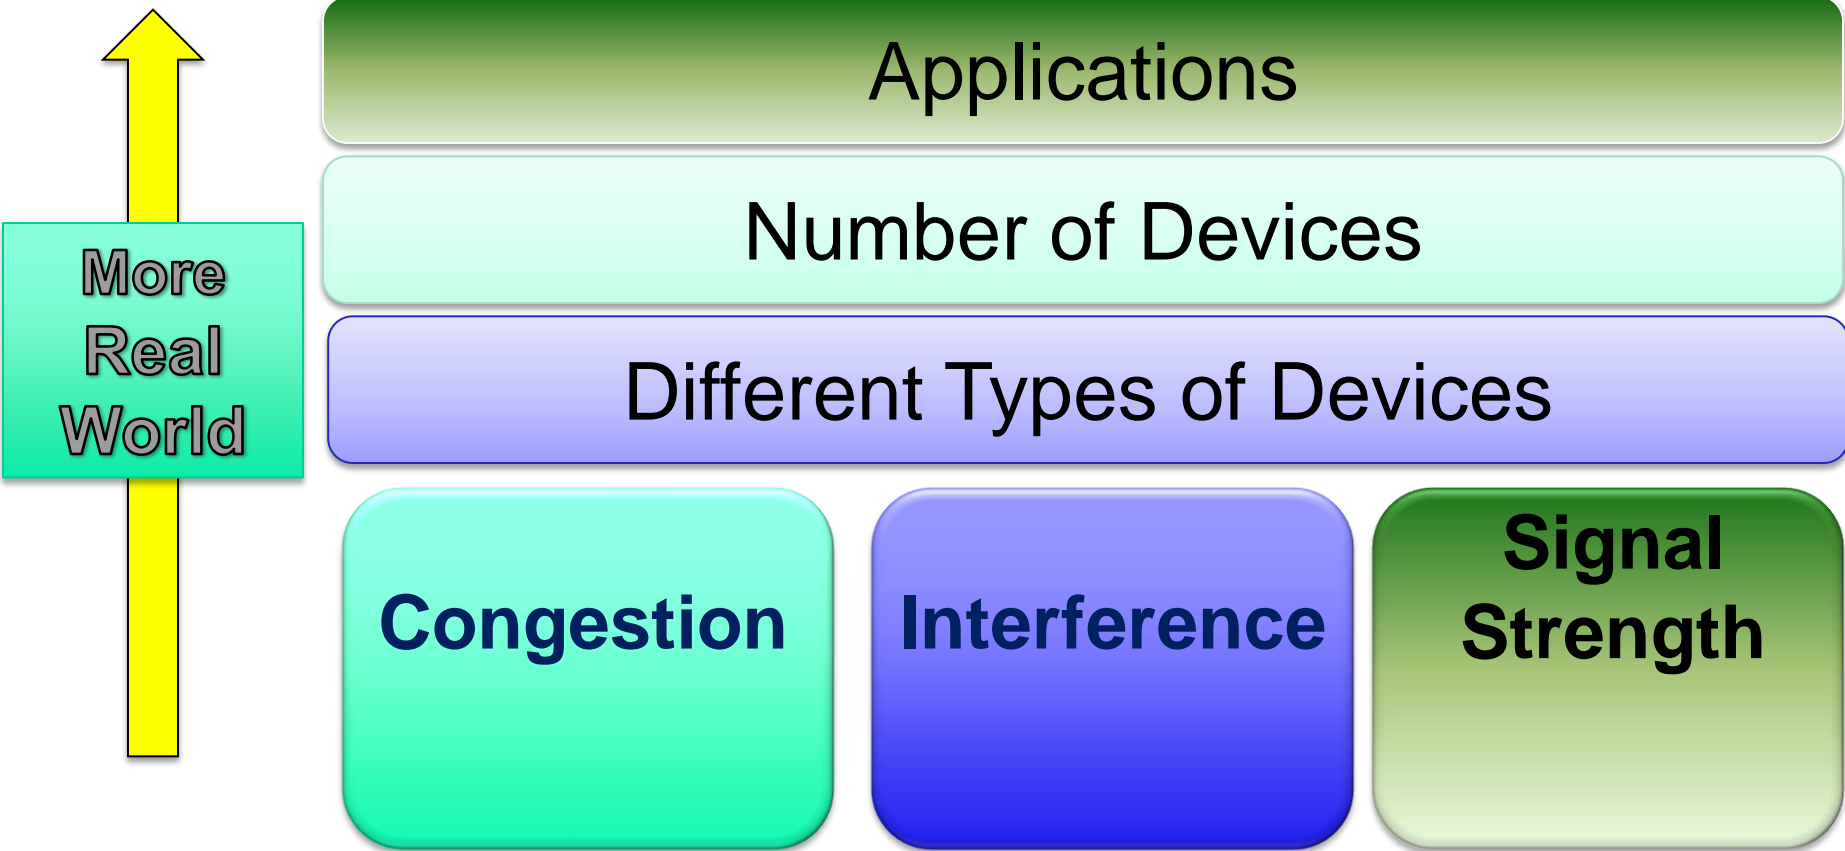 Applications
Number of Devices
Different Types of Devices
More
Real
World
Congestion
Interference
Signal
Strength